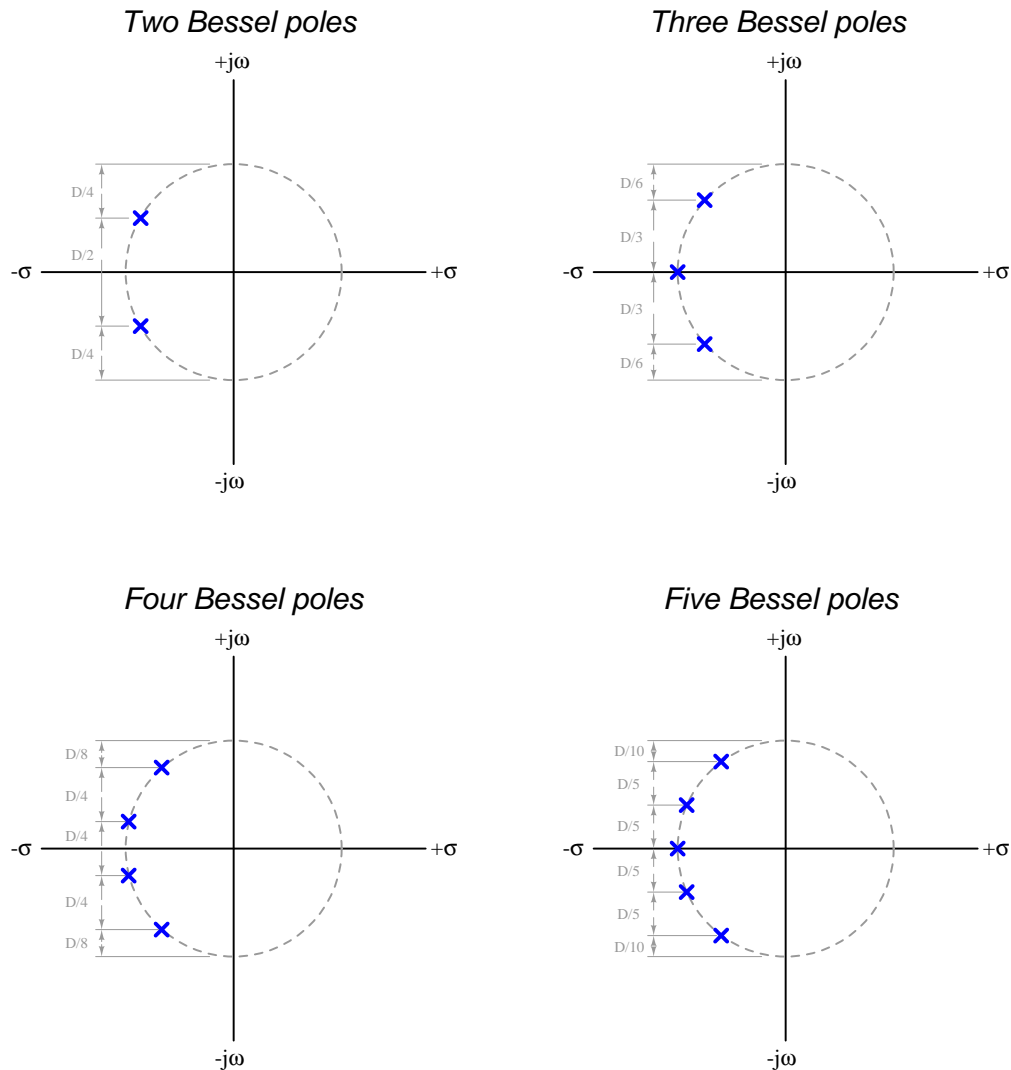 Two Bessel poles
+jω
D/4
D/2
-σ
+σ
D/4
-jω
Three Bessel poles
+jω
D/6
D/3
-σ
+σ
D/3
D/6
-jω
Four Bessel poles
+jω
D/8
D/4
D/4
-σ
+σ
D/4
D/8
-jω
Five Bessel poles
+jω
D/10
D/5
D/5
-σ
+σ
D/5
D/5
D/10
-jω